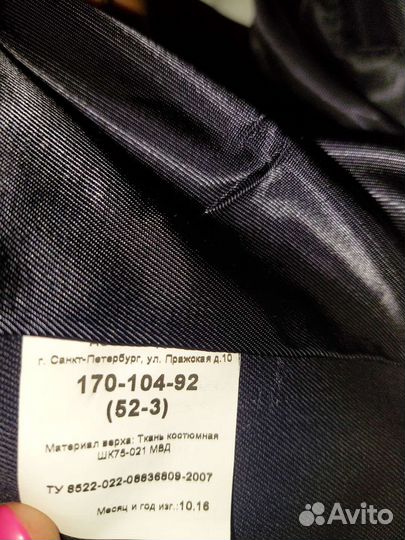 г. Санкт-Петербург, ул. Пражская д.10
170-104-92
(52-3)
Материал верха: Ткань костюмная
ШК75-021 МВД
ТУ 8522-022-08836809-2007
Месяц и год изг.:10.16
Avito